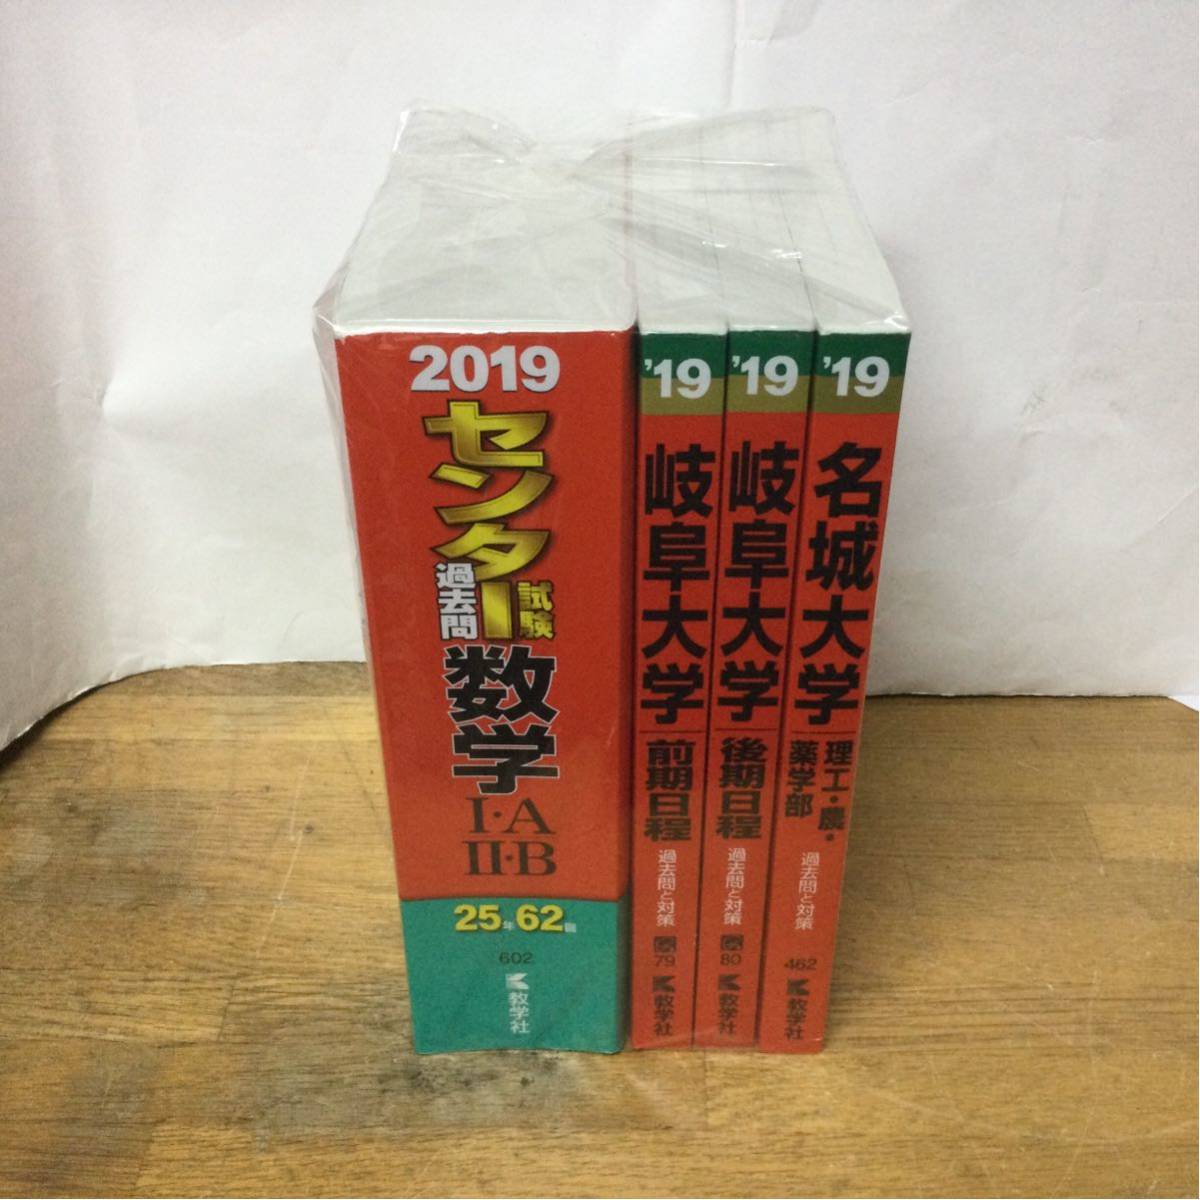 2019
センター
試験
過去問
数学
I・A
II・B
25年62回
602
教学社
'19
岐阜大学
前期日程
過去問と対策
国公
79
教学社
'19
岐阜大学
後期日程
過去問と対策
国公
80
教学社
'19
名城大学
理工・農・
薬学部
過去問と対策
462
教学社